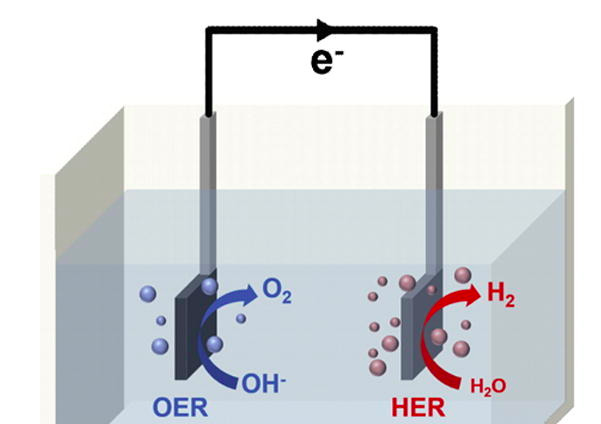 e⁻
O₂
H₂
OH⁻
H₂O
OER
HER